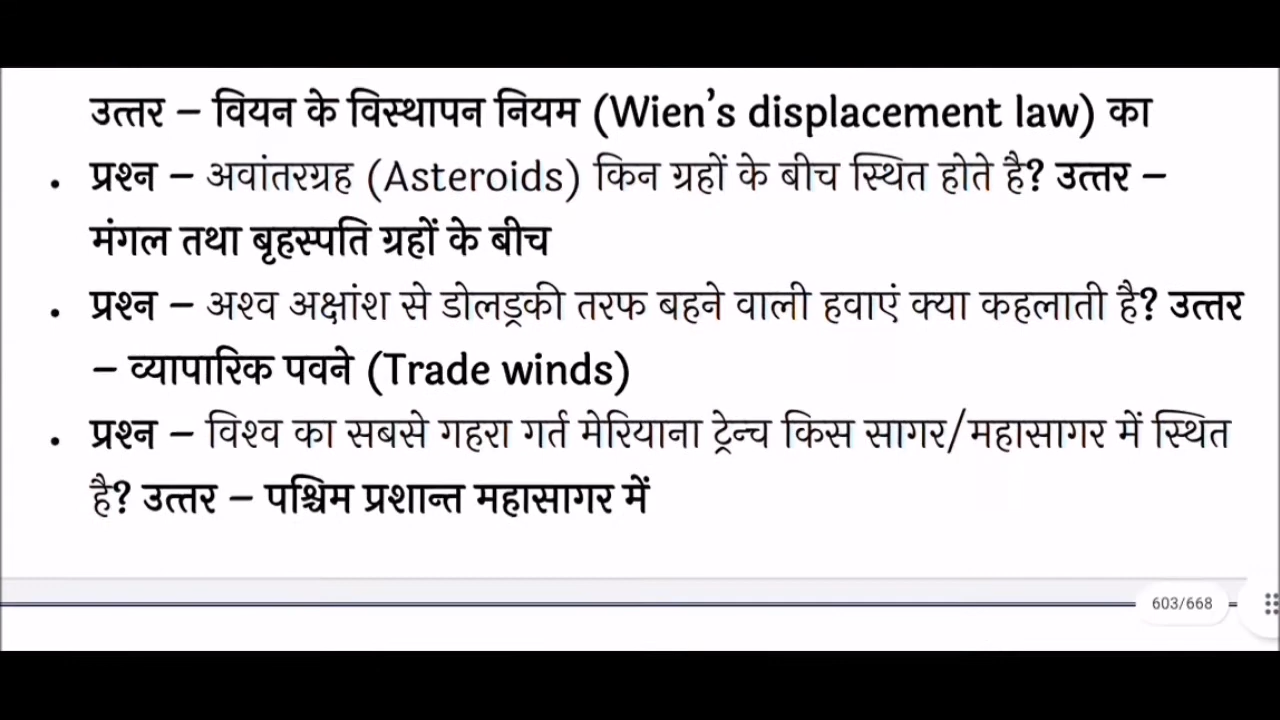 उत्तर – वियन के विस्थापन नियम (Wien’s displacement law) का
• प्रश्न – अवांतरग्रह (Asteroids) किन ग्रहों के बीच स्थित होते है? उत्तर –
मंगल तथा बृहस्पति ग्रहों के बीच
• प्रश्न – अश्व अक्षांश से डोलड्रकी तरफ बहने वाली हवाएं क्या कहलाती है? उत्तर
– व्यापारिक पवने (Trade winds)
• प्रश्न – विश्व का सबसे गहरा गर्त मेरियाना ट्रेन्च किस सागर/महासागर में स्थित
है? उत्तर – पश्चिम प्रशान्त महासागर में
603/668